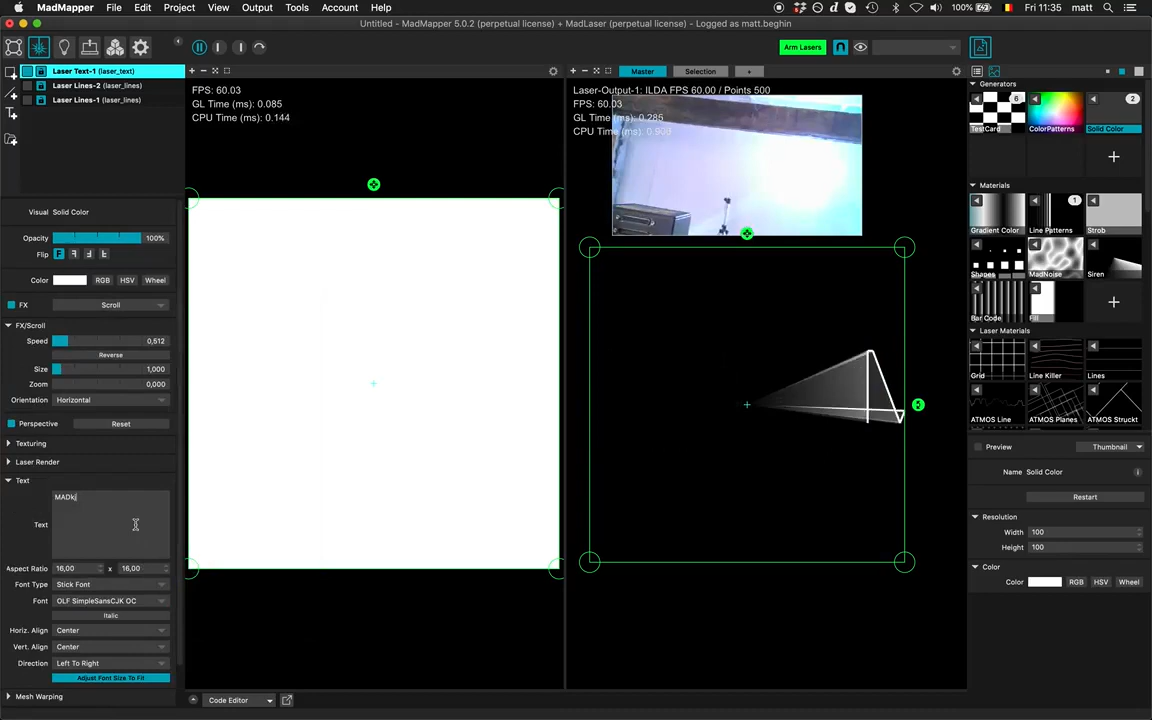 MadMapper File Edit Project View Output Tools Account Help
100% Fri 11:35 matt
Untitled - MadMapper 5.0.2 (perpetual license) + MadLaser (perpetual license) - Logged as matt.beghin
Arm Lasers
Laser Text-1 (laser_text)
Laser Lines-2 (laser_lines)
Laser Lines-1 (laser_lines)
Visual Solid Color
Opacity 100%
Flip
Color RGB HSV Wheel
FX Scroll
FX/Scroll
Speed 0,512
Reverse
Size 1,000
Zoom 0,000
Orientation Horizontal
Perspective Reset
Texturing
Laser Render
Text
Text MADkj
Aspect Ratio 16,00 x 16,00
Font Type Stick Font
Font OLF SimpleSansCJK OC
Italic
Horiz. Align Center
Vert. Align Center
Direction Left To Right
Adjust Font Size To Fit
Mesh Warping
FPS: 60.03
GL Time (ms): 0.085
CPU Time (ms): 0.144
Code Editor
Master Selection +
Laser-Output-1: ILDA FPS 60.00 / Points 500
FPS: 60.03
GL Time (ms): 0.285
CPU Time (ms): 0.900
Generators
6 2
TestCard ColorPatterns Solid Color
Materials
1
Gradient Color Line Patterns Strob
Shapes MadNoise Siren
Bar Code Fill
Laser Materials
Grid Line Killer Lines
ATMOS Line ATMOS Planes ATMOS Struckt
Preview Thumbnail
Name Solid Color
Restart
Resolution
Width 100
Height 100
Color
Color RGB HSV Wheel